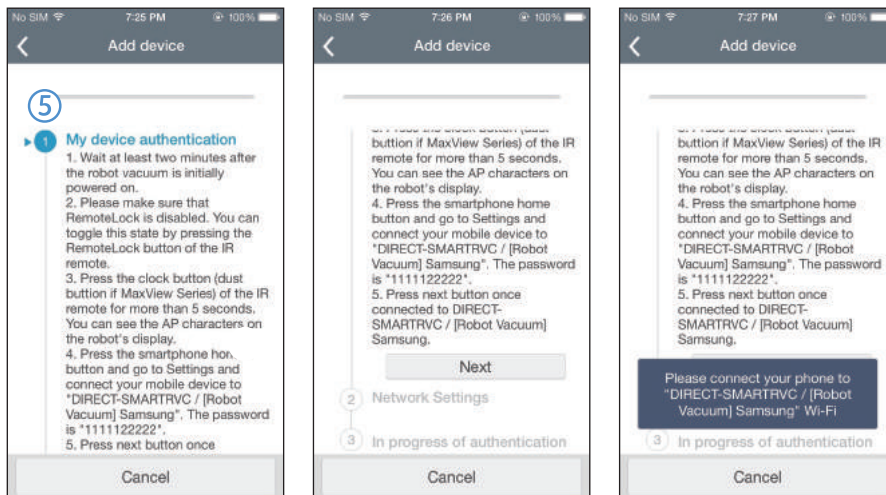 No SIM 7:25 PM 100%
Add device
5
1 My device authentication
1. Wait at least two minutes after
the robot vacuum is initially
powered on.
2. Please make sure that
RemoteLock is disabled. You can
toggle this state by pressing the
RemoteLock button of the IR
remote.
3. Press the clock button (dust
buttion if MaxView Series) of the IR
remote for more than 5 seconds.
You can see the AP characters on
the robot's display.
4. Press the smartphone
button and go to Settings and
connect your mobile device to
"DIRECT-SMARTRVC / [Robot
Vacuum] Samsung". The password
is "1111122222".
5. Press next button once
Cancel
No SIM 7:26 PM 100%
Add device
buttion if MaxView Series) of the IR
remote for more than 5 seconds.
You can see the AP characters on
the robot's display.
4. Press the smartphone home
button and go to Settings and
connect your mobile device to
"DIRECT-SMARTRVC / [Robot
Vacuum] Samsung". The password
is "1111122222".
5. Press next button once
connected to DIRECT-
SMARTRVC / [Robot Vacuum]
Samsung.
Next
2 Network Settings
3 In progress of authentication
Cancel
No SIM 7:27 PM 100%
Add device
buttion if MaxView Series) of the IR
remote for more than 5 seconds.
You can see the AP characters on
the robot's display.
4. Press the smartphone home
button and go to Settings and
connect your mobile device to
"DIRECT-SMARTRVC / [Robot
Vacuum] Samsung". The password
is "1111122222".
5. Press next button once
connected to DIRECT-
SMARTRVC / [Robot Vacuum]
Samsung.
Please connect your phone to
"DIRECT-SMARTRVC / [Robot
Vacuum] Samsung" Wi-Fi
3 In progress of authentication
Cancel